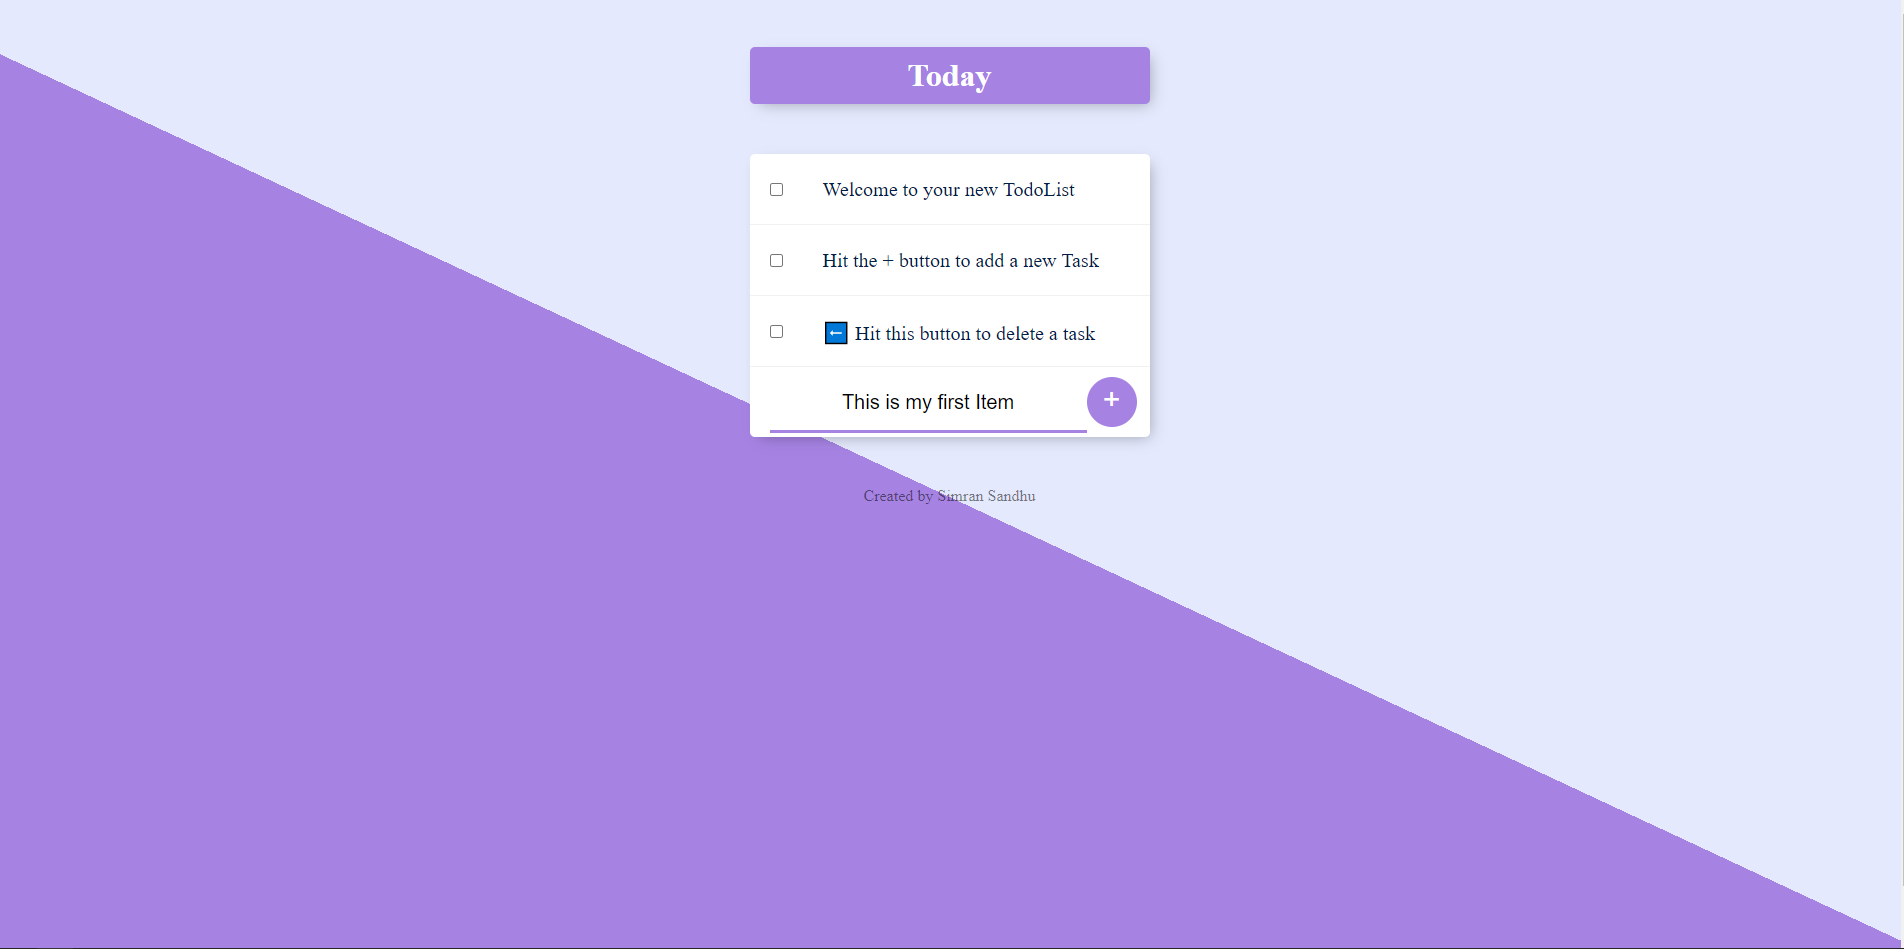 Today
Welcome to your new TodoList
Hit the + button to add a new Task
⬅ Hit this button to delete a task
This is my first Item
+
Created by Simran Sandhu